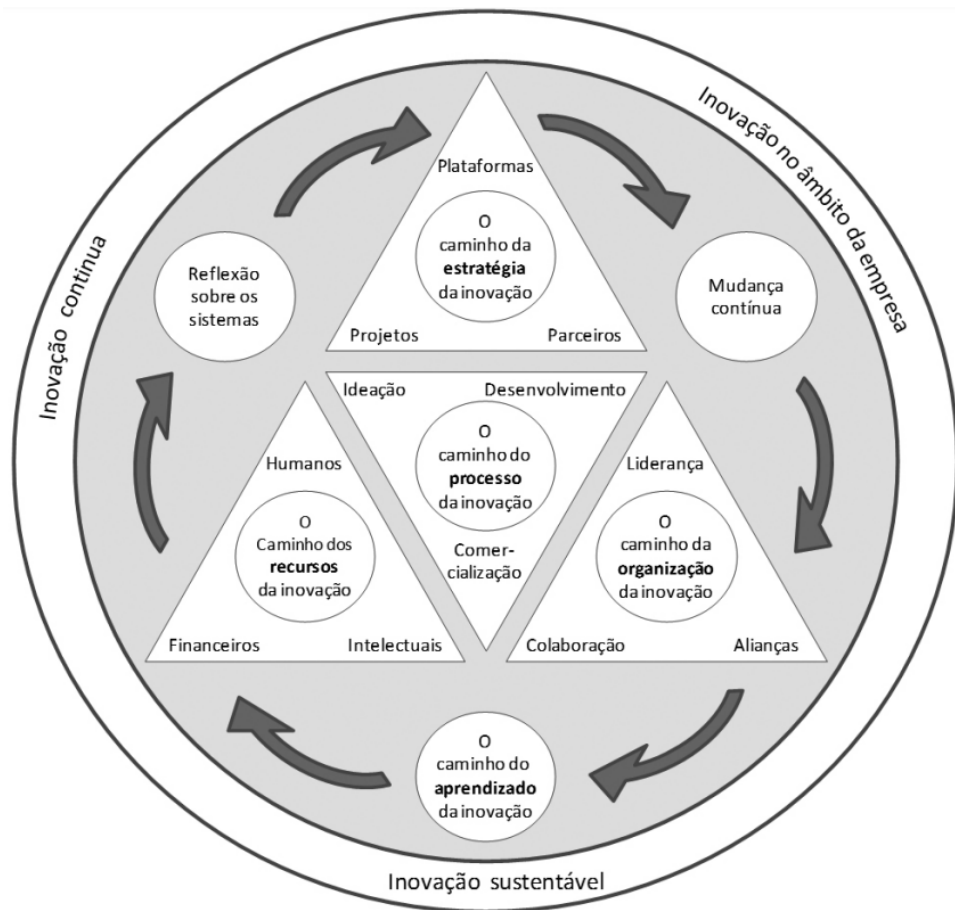 Inovação no âmbito da empresa
Inovação continua
Plataformas
O
caminho da
estratégia
da inovação
Projetos
Parceiros
Reflexão
sobre os
sistemas
Mudança
contínua
Ideação
Desenvolvimento
O
caminho do
processo
da inovação
Comer-
cialização
Humanos
O
Caminho dos
recursos
da inovação
Financeiros
Intelectuais
Liderança
O
caminho da
organização
da inovação
Colaboração
Alianças
O
caminho do
aprendizado
da inovação
Inovação sustentável